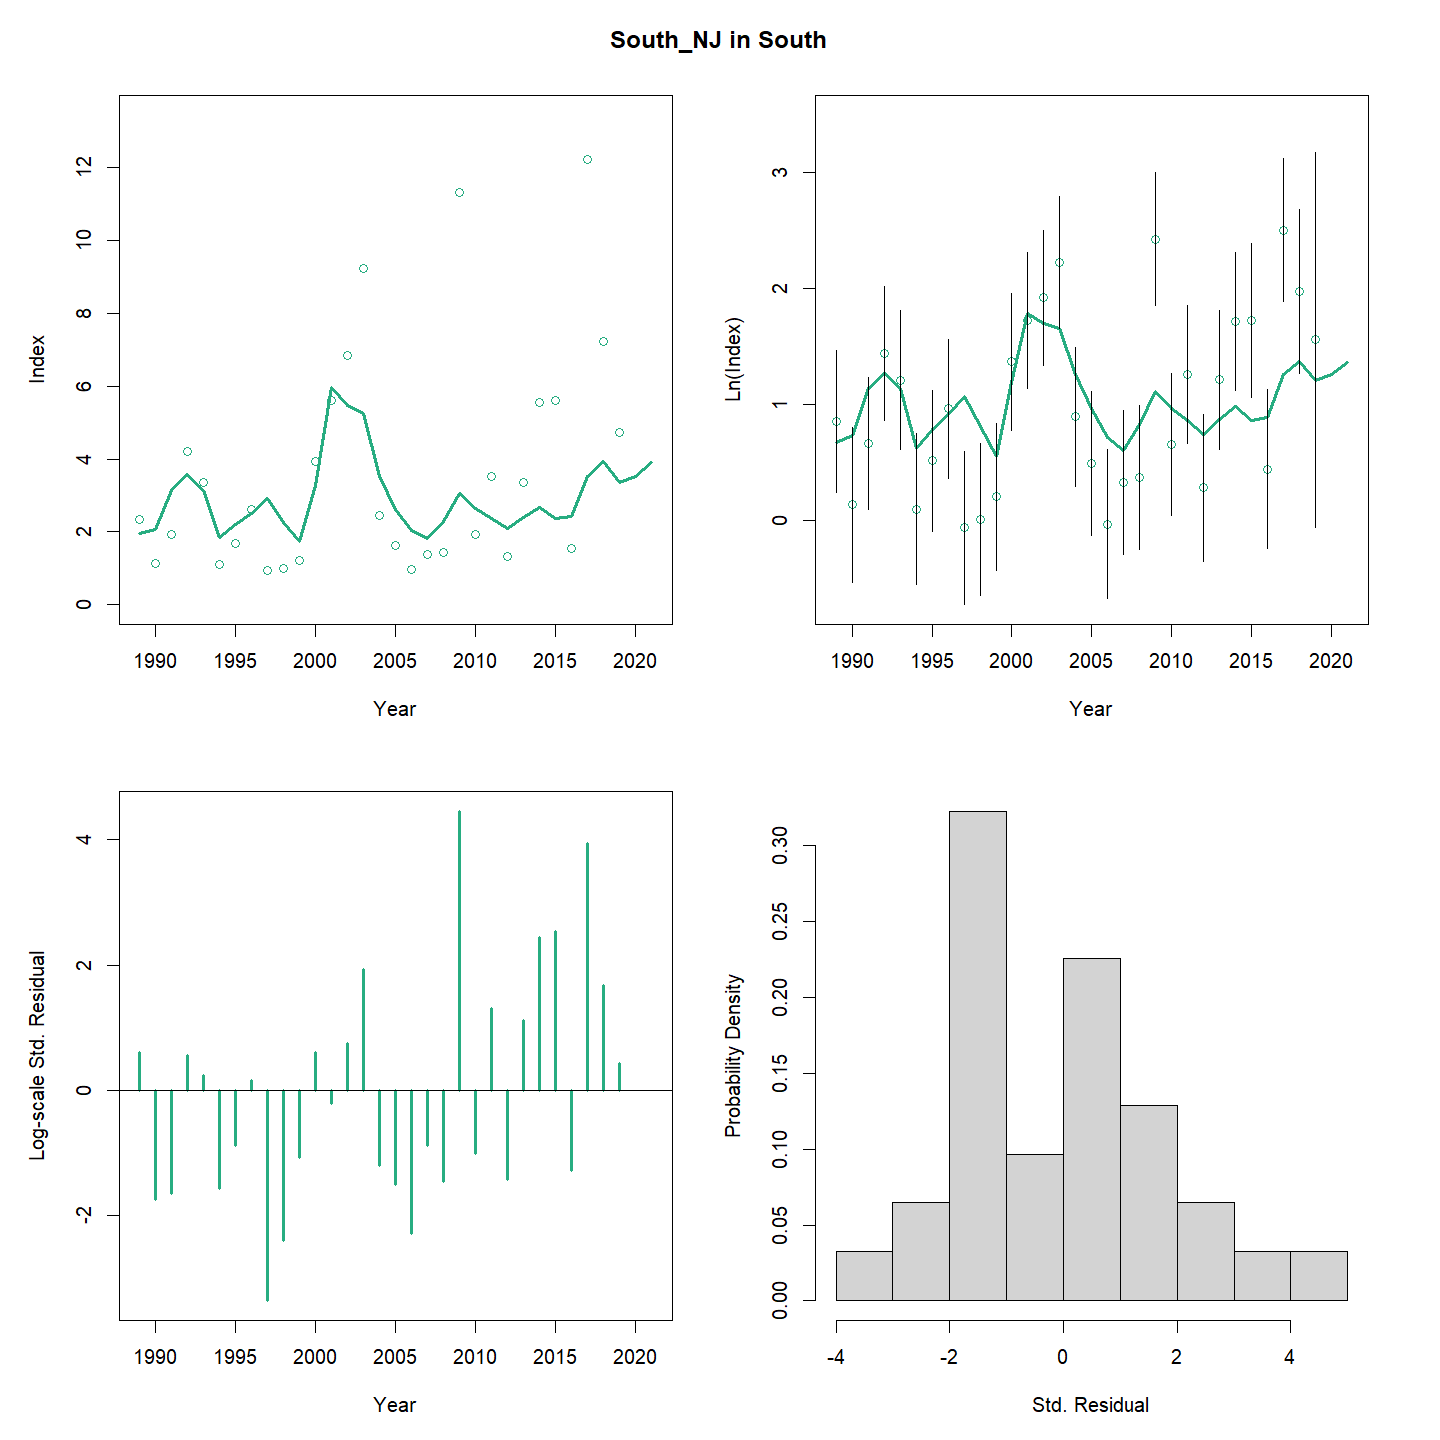 South_NJ in South
Index
0 2 4 6 8 10 12
1990 1995 2000 2005 2010 2015 2020
Year
Ln(Index)
0 1 2 3
1990 1995 2000 2005 2010 2015 2020
Year
Log-scale Std. Residual
-2 0 2 4
1990 1995 2000 2005 2010 2015 2020
Year
Probability Density
0.00 0.05 0.10 0.15 0.20 0.25 0.30
-4 -2 0 2 4
Std. Residual